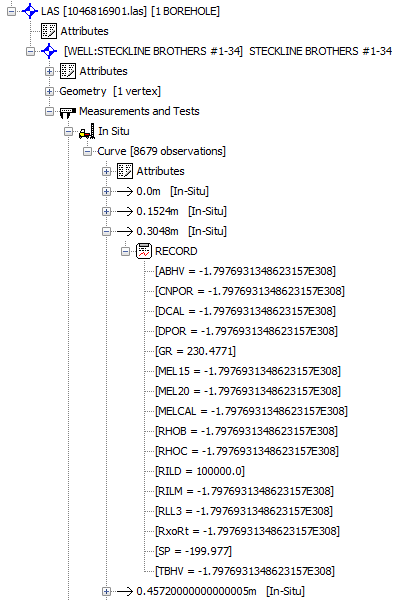 LAS [1046816901.las] [1 BOREHOLE]
Attributes
[WELL:STECKLINE BROTHERS #1-34] STECKLINE BROTHERS #1-34
Attributes
Geometry [1 vertex]
Measurements and Tests
In Situ
Curve [8679 observations]
Attributes
0.0m [In-Situ]
0.1524m [In-Situ]
0.3048m [In-Situ]
RECORD
[ABHV = -1.7976931348623157E308]
[CNPOR = -1.7976931348623157E308]
[DCAL = -1.7976931348623157E308]
[DPOR = -1.7976931348623157E308]
[GR = 230.4771]
[MEL15 = -1.7976931348623157E308]
[MEL20 = -1.7976931348623157E308]
[MELCAL = -1.7976931348623157E308]
[RHOB = -1.7976931348623157E308]
[RHOC = -1.7976931348623157E308]
[RILD = 100000.0]
[RILM = -1.7976931348623157E308]
[RLL3 = -1.7976931348623157E308]
[RxoRt = -1.7976931348623157E308]
[SP = -199.977]
[TBHV = -1.7976931348623157E308]
0.45720000000000005m [In-Situ]